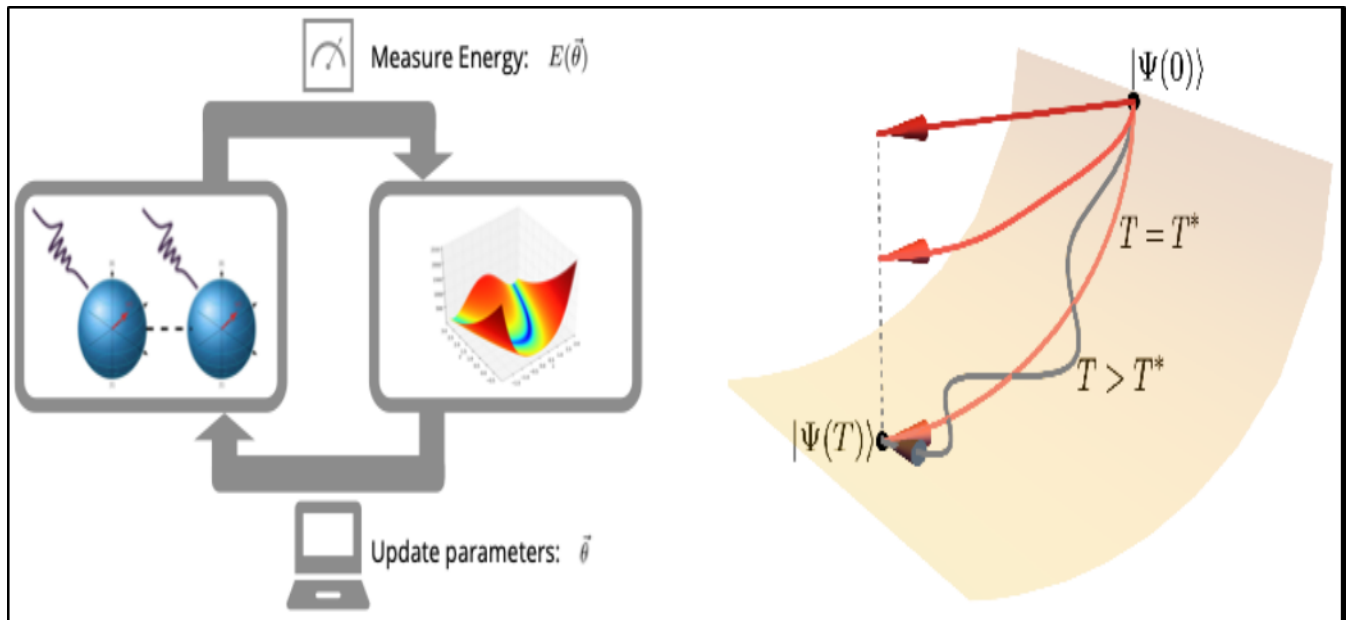 Measure Energy: E(θ⃗)
Update parameters: θ⃗
|Ψ(0)⟩
T = T*
T > T*
|Ψ(T)⟩